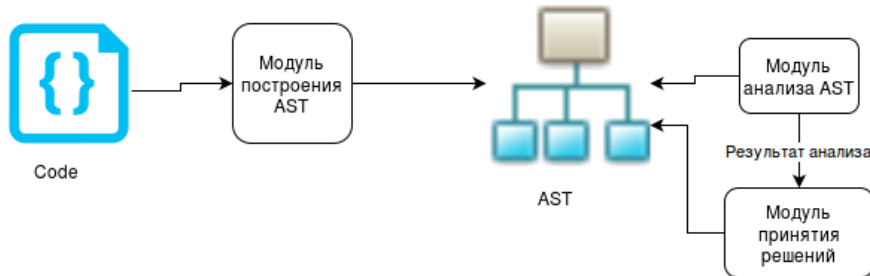 {}
Code
Модуль
построения
AST
AST
Модуль
анализа AST
Результат анализа
Модуль
принятия
решений